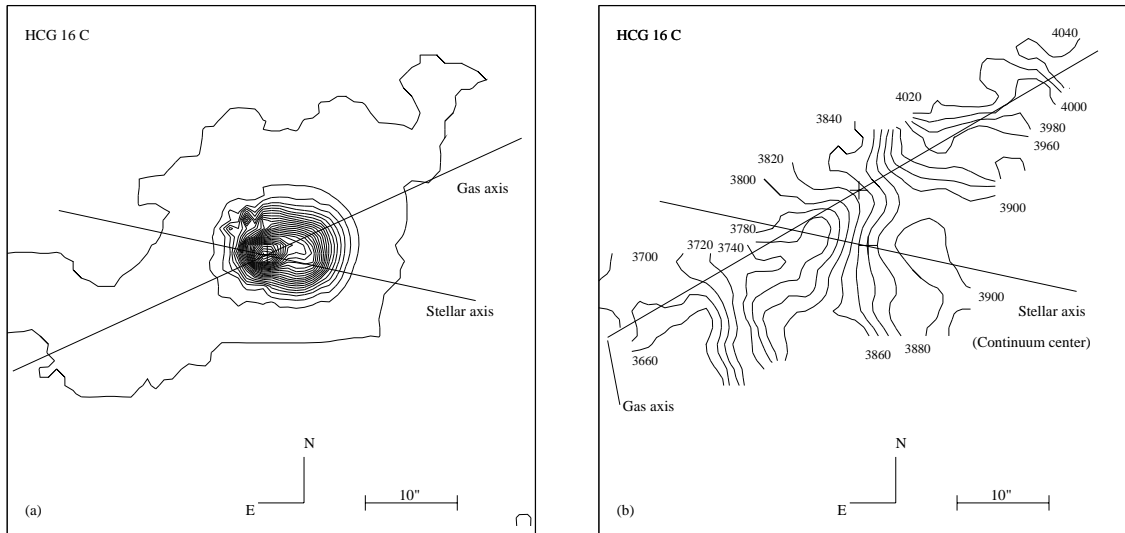 HCG 16 C
Gas axis
Stellar axis
N
E
10"
(a)
HCG 16 C
4040
4020
4000
3840
3980
3960
3820
3800
3900
3780
3720
3740
3700
3900
Stellar axis
3660
3860
3880
(Continuum center)
Gas axis
N
E
10"
(b)